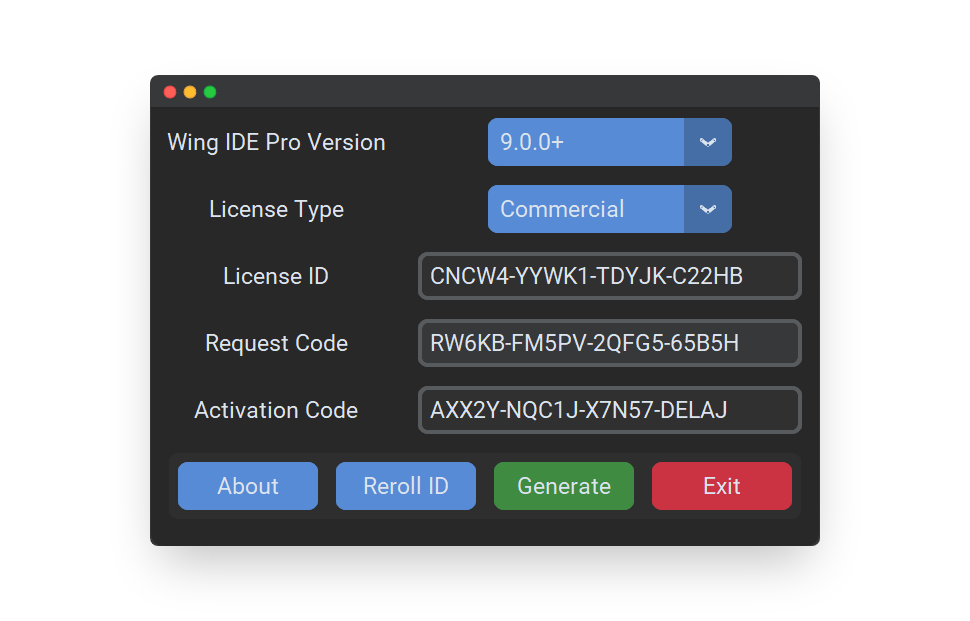 Wing IDE Pro Version 9.0.0+
License Type Commercial
License ID CNCW4-YYWK1-TDYJK-C22HB
Request Code RW6KB-FM5PV-2QFG5-65B5H
Activation Code AXX2Y-NQC1J-X7N57-DELAJ
About Reroll ID Generate Exit